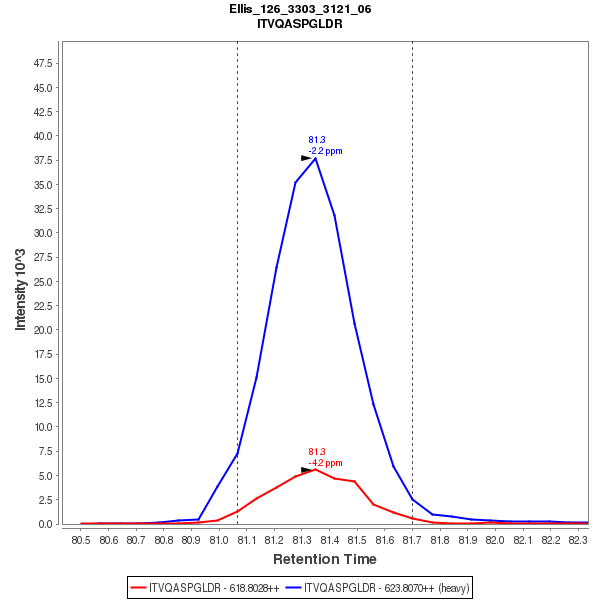 Ellis_126_3303_3121_06
ITVQASPGLDR
47.5
45.0
42.5
40.0
37.5
35.0
32.5
30.0
27.5
25.0
22.5
20.0
17.5
15.0
12.5
10.0
7.5
5.0
2.5
0.0
Intensity 10^3
81.3
-2.2 ppm
81.3
-4.2 ppm
80.5 80.6 80.7 80.8 80.9 81.0 81.1 81.2 81.3 81.4 81.5 81.6 81.7 81.8 81.9 82.0 82.1 82.2 82.3
Retention Time
ITVQASPGLDR - 618.8028++ ITVQASPGLDR - 623.8070++ (heavy)